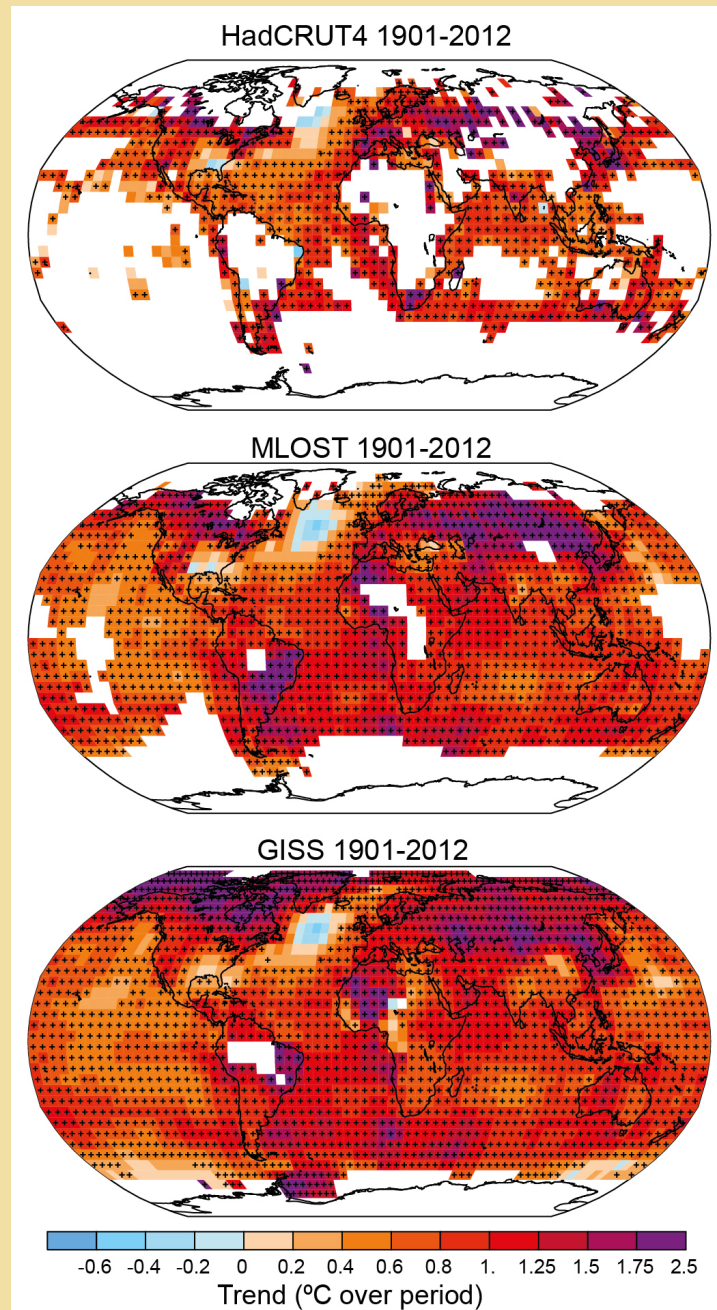 HadCRUT4 1901-2012
MLOST 1901-2012
GISS 1901-2012
-0.6 -0.4 -0.2 0 0.2 0.4 0.6 0.8 1. 1.25 1.5 1.75 2.5
Trend (ºC over period)